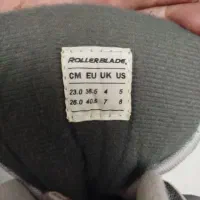 ROLLERBLADE
CM EU UK US
23.0 36.5 4 5
26.0 40.5 7 8